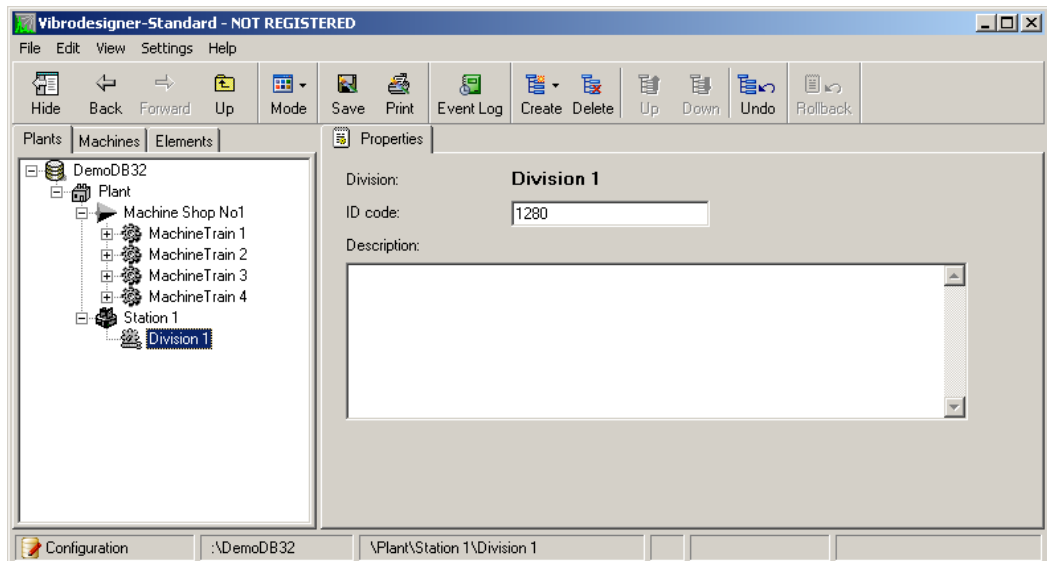 Vibrodesigner-Standard - NOT REGISTERED
File Edit View Settings Help
Hide Back Forward Up Mode Save Print Event Log Create Delete Up Down Undo Rollback
Plants Machines Elements
DemoDB32
Plant
Machine Shop No1
MachineTrain 1
MachineTrain 2
MachineTrain 3
MachineTrain 4
Station 1
Division 1
Properties
Division: Division 1
ID code: 1280
Description:
Configuration :\DemoDB32 \Plant\Station 1\Division 1